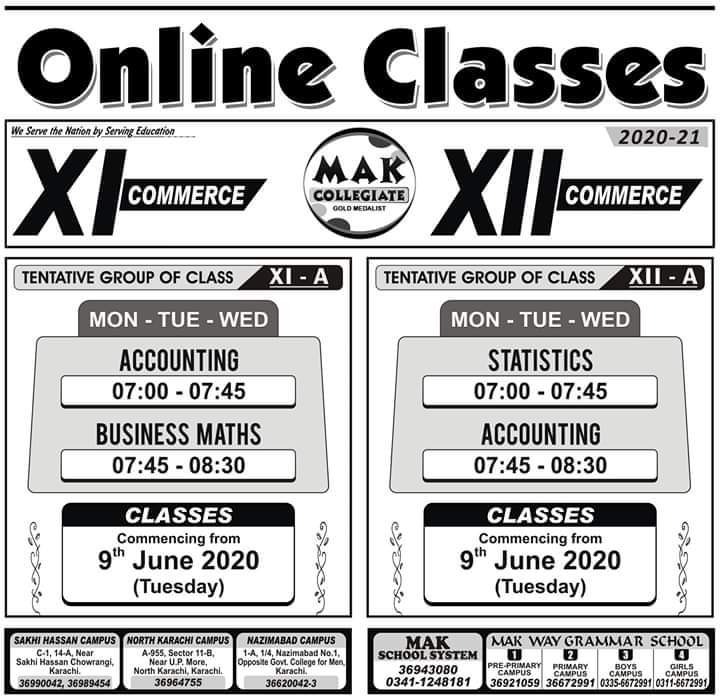 Online Classes
We Serve the Nation by Serving Education
2020-21
XI COMMERCE
MAK
COLLEGIATE
GOLD MEDALIST
XII COMMERCE
TENTATIVE GROUP OF CLASS XI - A
MON - TUE - WED
ACCOUNTING
07:00 - 07:45
BUSINESS MATHS
07:45 - 08:30
CLASSES
Commencing from
9th June 2020
(Tuesday)
TENTATIVE GROUP OF CLASS XII - A
MON - TUE - WED
STATISTICS
07:00 - 07:45
ACCOUNTING
07:45 - 08:30
CLASSES
Commencing from
9th June 2020
(Tuesday)
SAKHI HASSAN CAMPUS
C-1, 14-A, Near
Sakhi Hassan Chowrangi,
Karachi.
36990042, 36989454
NORTH KARACHI CAMPUS
A-955, Sector 11-B,
Near U.P. More,
North Karachi, Karachi.
36964755
NAZIMABAD CAMPUS
1-A, 1/4, Nazimabad No.1,
Opposite Govt. College for Men,
Karachi.
36620042-3
MAK
SCHOOL SYSTEM
36943080
0341-1248181
MAK WAY GRAMMAR SCHOOL
1
PRE-PRIMARY
CAMPUS
36921059
2
PRIMARY
CAMPUS
36672991
3
BOYS
CAMPUS
0335-6672991
4
GIRLS
CAMPUS
0311-6672991